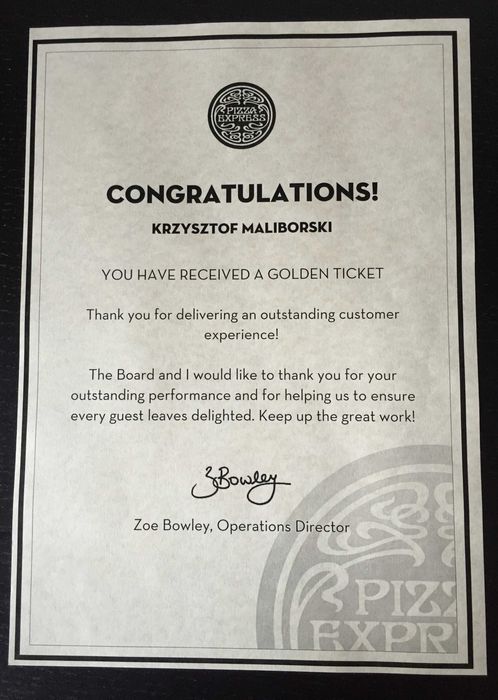 PIZZA
EXPRESS
CONGRATULATIONS!
KRZYSZTOF MALIBORSKI
YOU HAVE RECEIVED A GOLDEN TICKET
Thank you for delivering an outstanding customer
experience!
The Board and I would like to thank you for your
outstanding performance and for helping us to ensure
every guest leaves delighted. Keep up the great work!
ZBowley
Zoe Bowley, Operations Director
PIZZ
EXPR